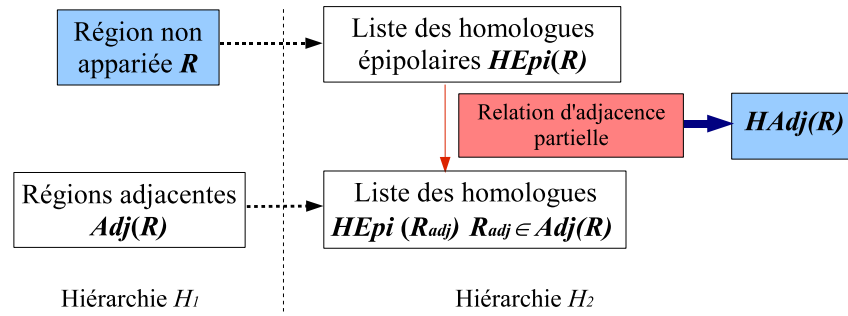 Région non
appariée R
Liste des homologues
épipolaires HEpi(R)
Relation d'adjacence
partielle
HAdj(R)
Régions adjacentes
Adj(R)
Liste des homologues
HEpi (Radj) Radj ∈ Adj(R)
Hiérarchie H1
Hiérarchie H2